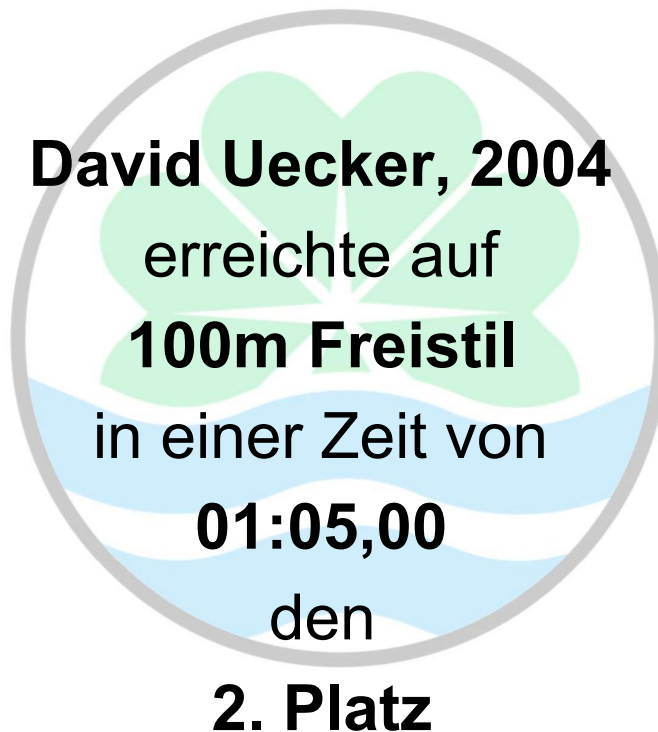 David Uecker, 2004
erreichte auf
100m Freistil
in einer Zeit von
01:05,00
den
2. Platz